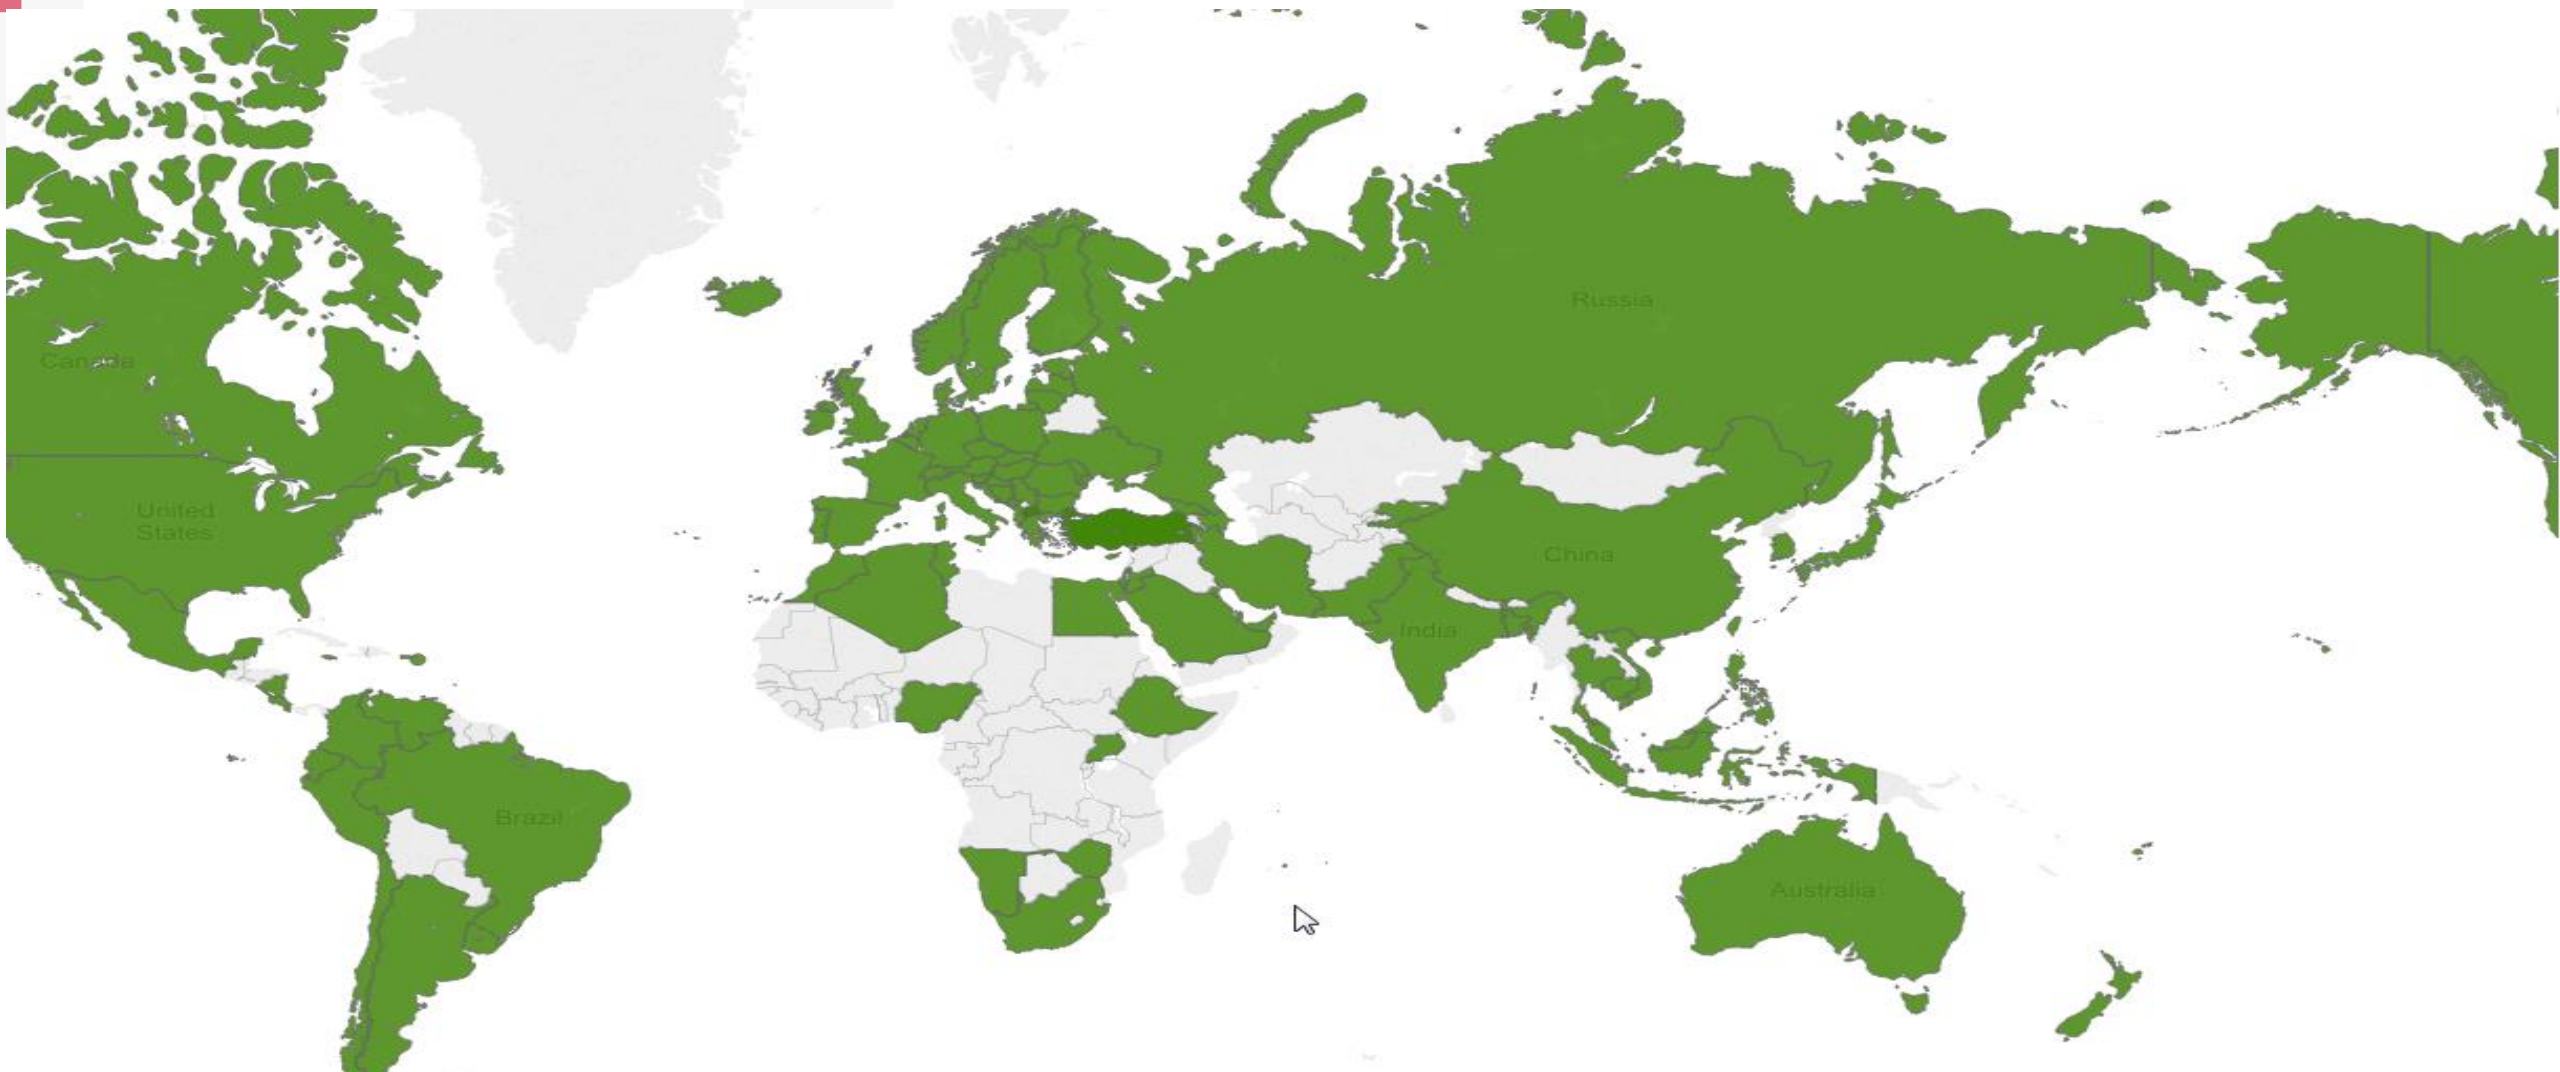 Russia
Canada
United
States
China
India
Brazil
Australia